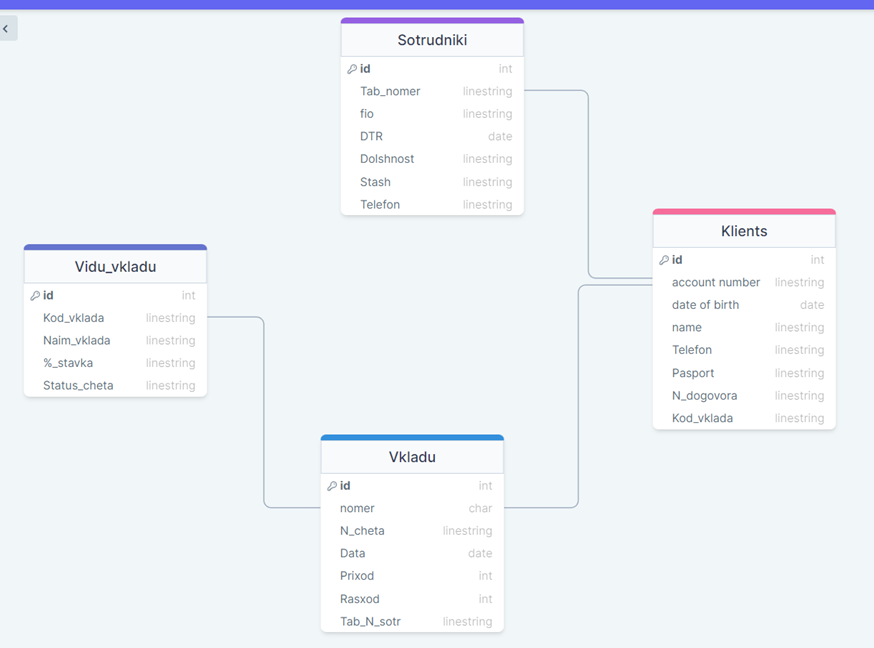 Sotrudniki
id int
Tab_nomer linestring
fio linestring
DTR date
Dolshnost linestring
Stash linestring
Telefon linestring
Klients
id int
account number linestring
date of birth date
name linestring
Telefon linestring
Pasport linestring
N_dogovora linestring
Kod_vklada linestring
Vidu_vkladu
id int
Kod_vklada linestring
Naim_vklada linestring
%_stavka linestring
Status_cheta linestring
Vkladu
id int
nomer char
N_cheta linestring
Data date
Prixod int
Rasxod int
Tab_N_sotr linestring